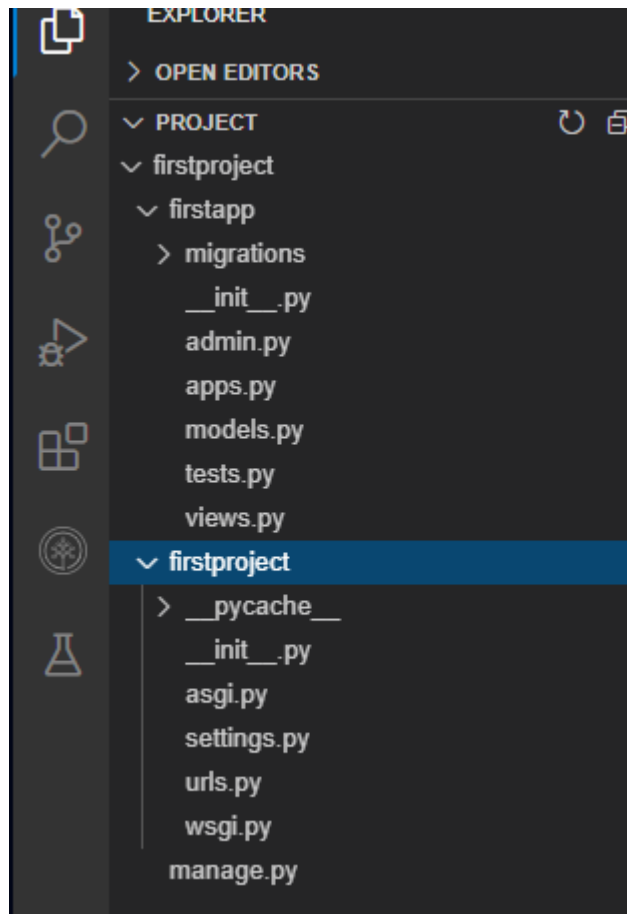 EXPLORER
OPEN EDITORS
PROJECT
firstproject
firstapp
migrations
__init__.py
admin.py
apps.py
models.py
tests.py
views.py
firstproject
__pycache__
__init__.py
asgi.py
settings.py
urls.py
wsgi.py
manage.py